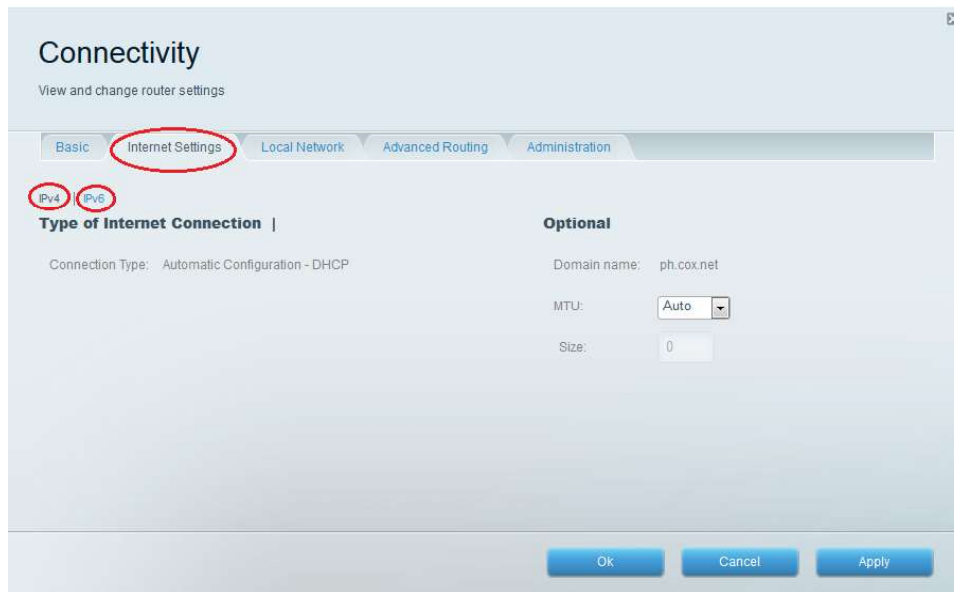 Connectivity
View and change router settings
Basic Internet Settings Local Network Advanced Routing Administration
IPv4 | IPv6
Type of Internet Connection |
Connection Type: Automatic Configuration - DHCP
Optional
Domain name: ph.cox.net
MTU: Auto
Size: 0
Ok Cancel Apply